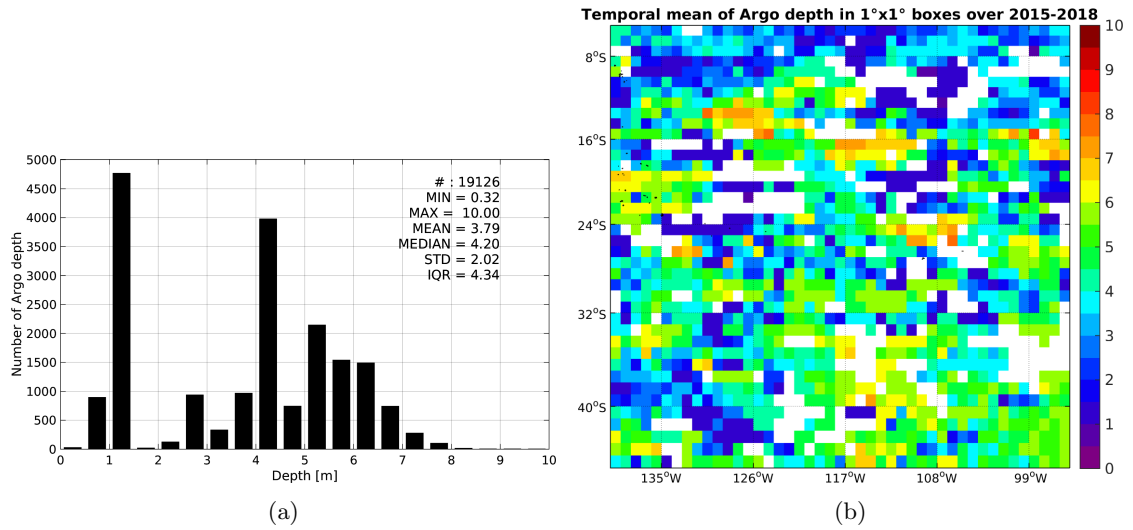 5000
4500
4000
3500
3000
2500
2000
1500
1000
500
0
Number of Argo depth
# : 19126
MIN = 0.32
MAX = 10.00
MEAN = 3.79
MEDIAN = 4.20
STD = 2.02
IQR = 4.34
0 1 2 3 4 5 6 7 8 9 10
Depth [m]
(a)
Temporal mean of Argo depth in 1°x1° boxes over 2015-2018
8°S
16°S
24°S
32°S
40°S
135°W 126°W 117°W 108°W 99°W
10
9
8
7
6
5
4
3
2
1
0
(b)